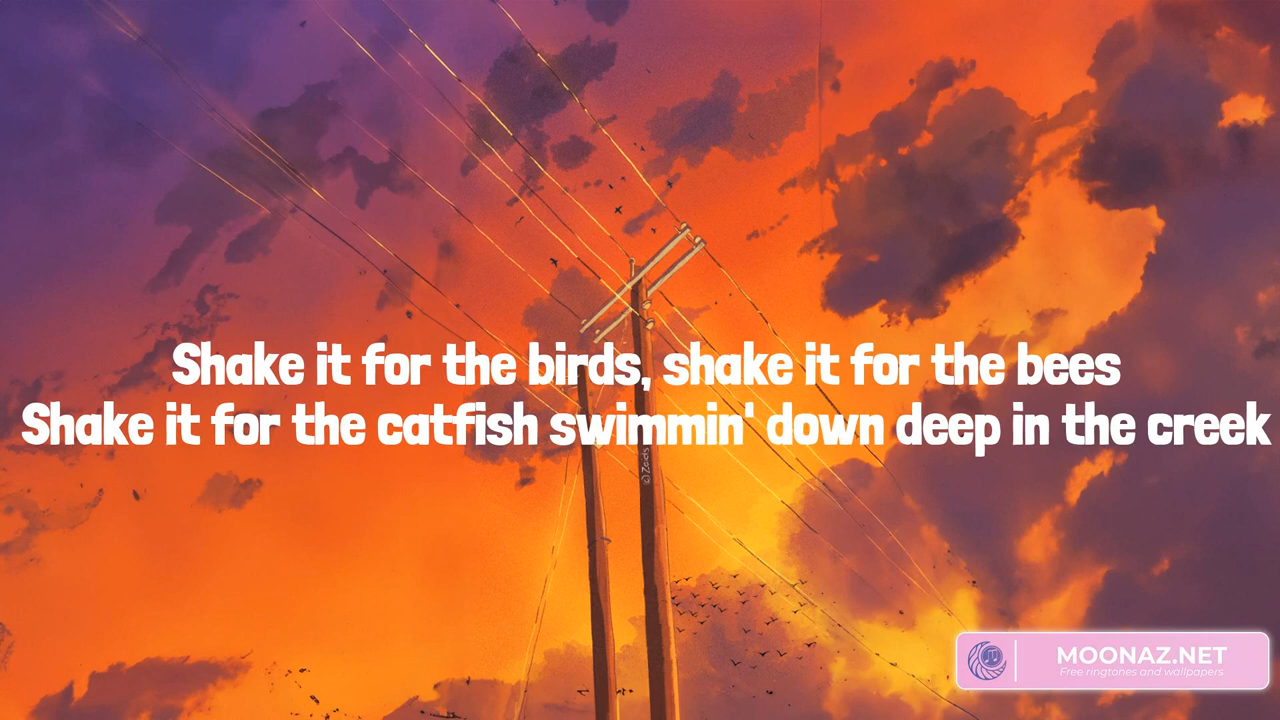 Shake it for the birds, shake it for the bees
Shake it for the catfish swimmin' down deep in the creek
© Zaids
MOONAZ.NET
Free ringtones and wallpapers